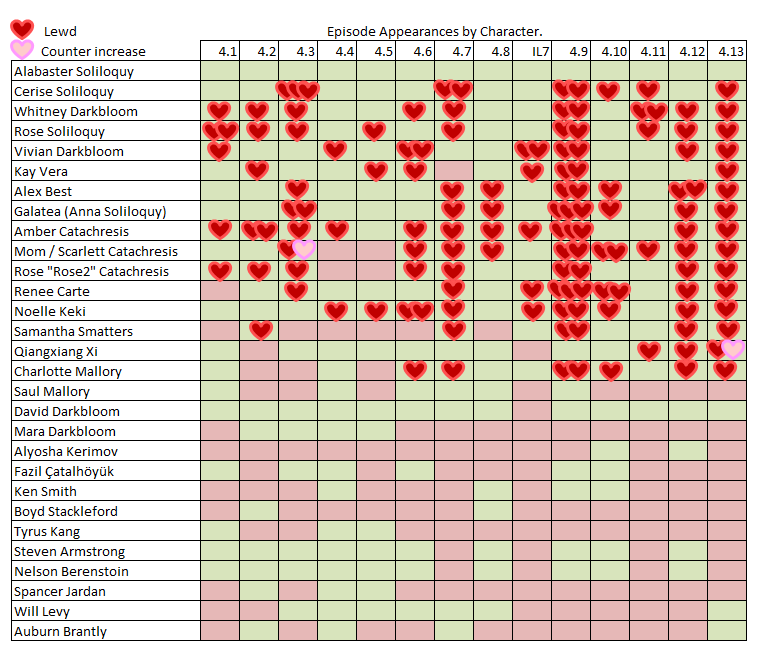 Lewd
Episode Appearances by Character.
Counter increase
4.1 4.2 4.3 4.4 4.5 4.6 4.7 4.8 IL7 4.9 4.10 4.11 4.12 4.13
Alabaster Soliloquy
Cerise Soliloquy
Whitney Darkbloom
Rose Soliloquy
Vivian Darkbloom
Kay Vera
Alex Best
Galatea (Anna Soliloquy)
Amber Catachresis
Mom / Scarlett Catachresis
Rose "Rose2" Catachresis
Renee Carte
Noelle Keki
Samantha Smatters
Qiangxiang Xi
Charlotte Mallory
Saul Mallory
David Darkbloom
Mara Darkbloom
Alyosha Kerimov
Fazil Çatalhöyük
Ken Smith
Boyd Stackleford
Tyrus Kang
Steven Armstrong
Nelson Berenstoin
Spancer Jardan
Will Levy
Auburn Brantly